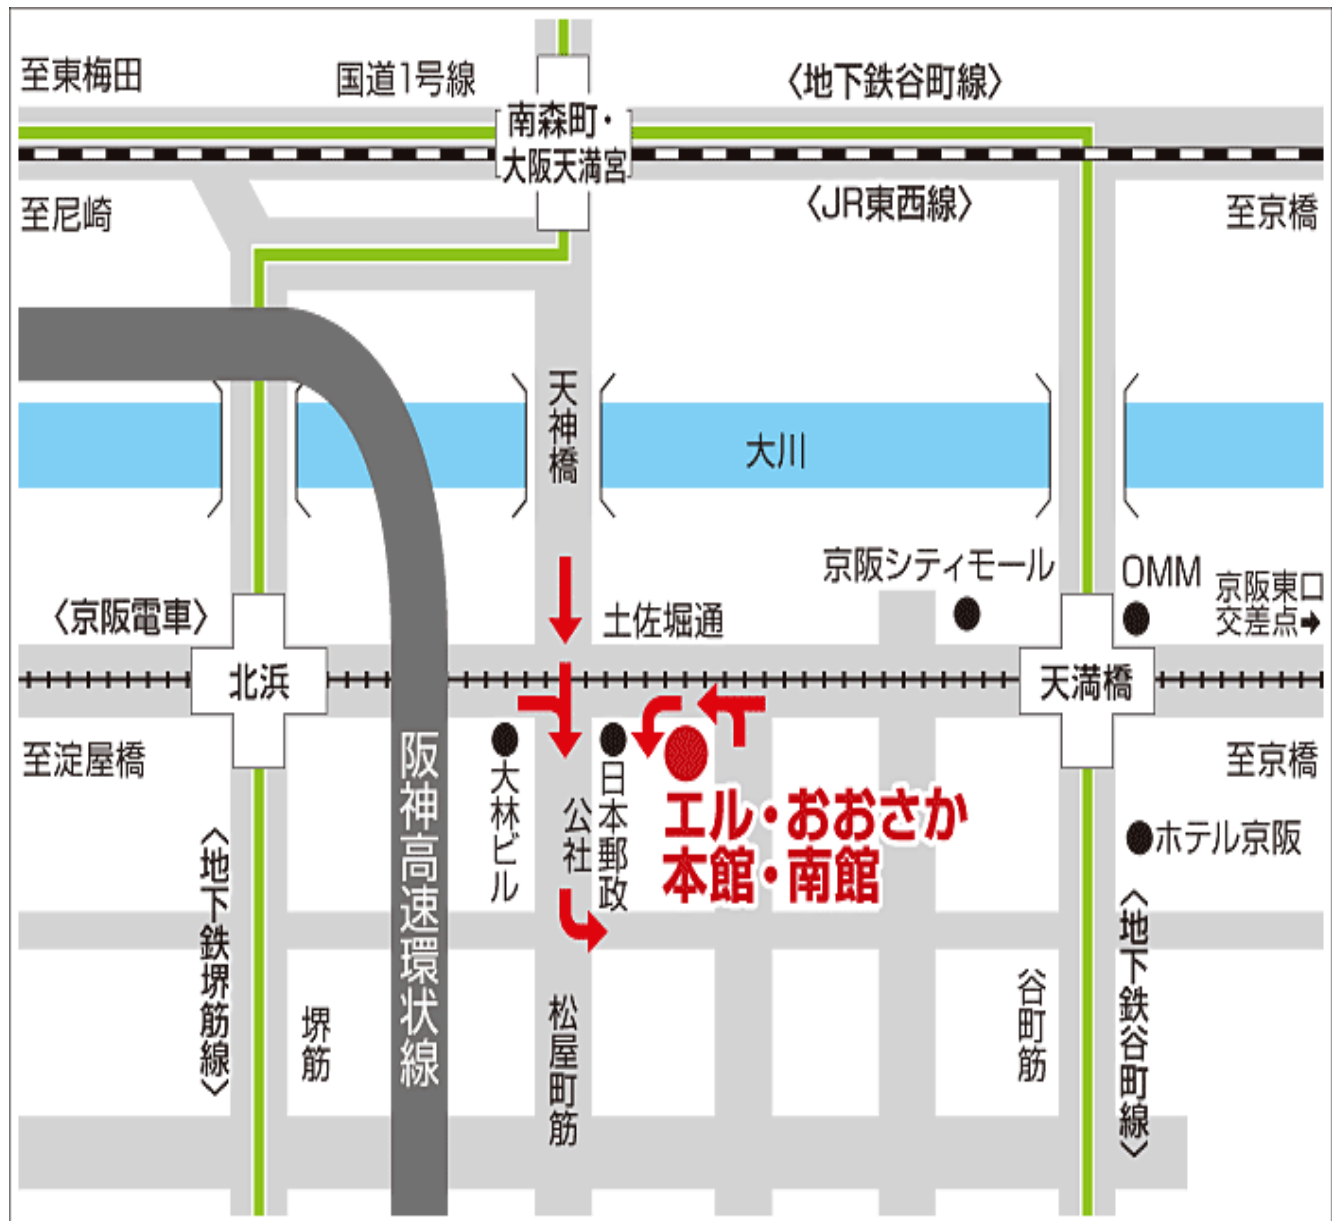 至東梅田
国道1号線
〈地下鉄谷町線〉
南森町・
大阪天満宮
至尼崎
〈JR東西線〉
至京橋
天神橋
大川
京阪シティモール
OMM
京阪東口
交差点➡
〈京阪電車〉
土佐堀通
北浜
天満橋
至淀屋橋
大林ビル
公社
日本郵政
エル・おおさか
本館・南館
至京橋
ホテル京阪
阪神高速環状線
〈地下鉄堺筋線〉
堺筋
松屋町筋
谷町筋
〈地下鉄谷町線〉